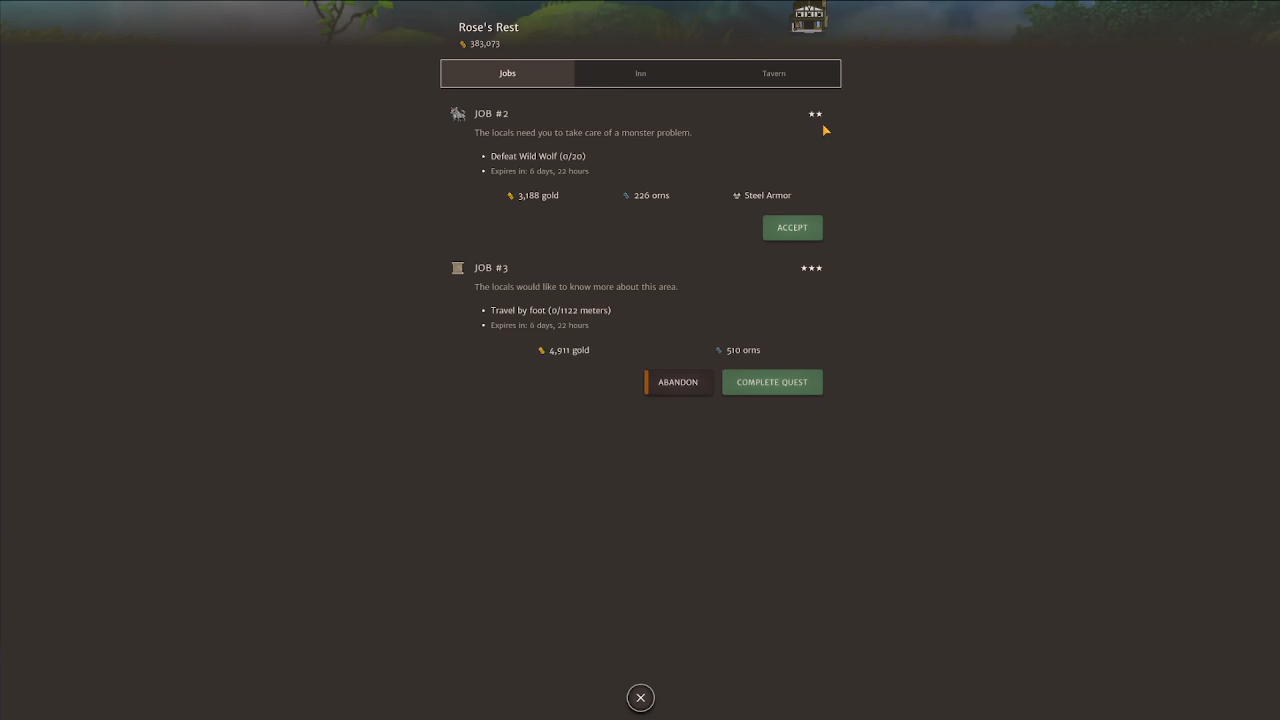 Rose's Rest
383,073
Jobs
Inn
Tavern
JOB #2
★★
The locals need you to take care of a monster problem.
• Defeat Wild Wolf (0/20)
• Expires in: 6 days, 22 hours
3,188 gold
226 orns
Steel Armor
ACCEPT
JOB #3
★★★
The locals would like to know more about this area.
• Travel by foot (0/1122 meters)
• Expires in: 6 days, 22 hours
4,911 gold
510 orns
ABANDON
COMPLETE QUEST